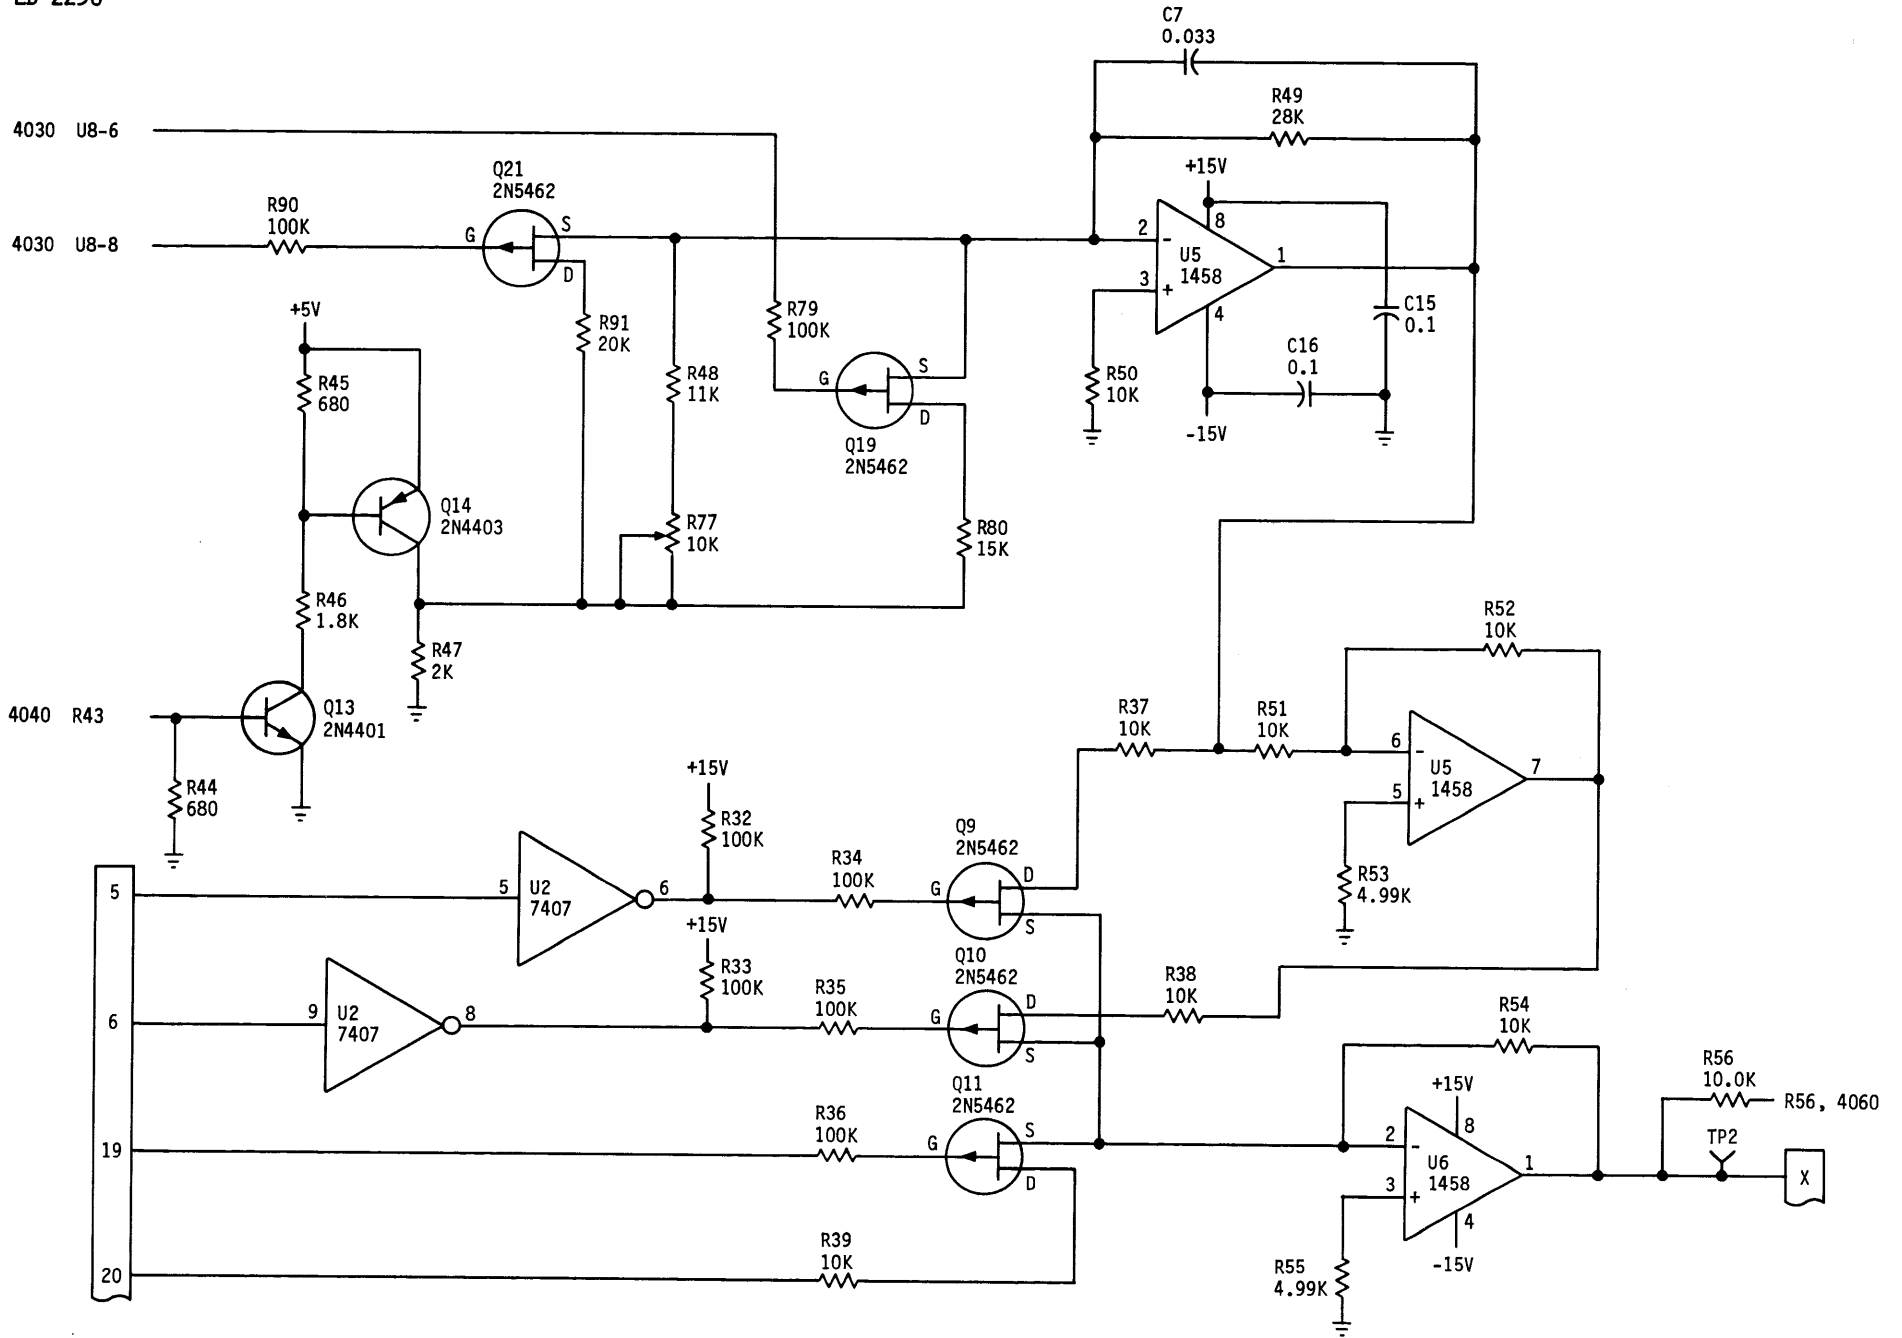 C7
0.033
R49
28K
4030 U8-6
+15V
Q21
2N5462
R90
100K
4030 U8-8
G
S
D
2
-
8
U5
1458
1
3
+
4
+5V
R91
20K
R79
100K
C15
0.1
C16
0.1
R45
680
R48
11K
G
S
D
R50
10K
-15V
Q19
2N5462
Q14
2N4403
R77
10K
R80
15K
R46
1.8K
R47
2K
R52
10K
4040 R43
Q13
2N4401
R37
10K
R51
10K
6
-
U5
1458
7
5
+
R44
680
+15V
R32
100K
Q9
2N5462
R53
4.99K
5
5
U2
7407
6
R34
100K
G
D
S
+15V
R33
100K
Q10
2N5462
R38
10K
6
9
U2
7407
8
R35
100K
G
D
S
R54
10K
Q11
2N5462
+15V
R56
10.0K
R56, 4060
19
R36
100K
G
S
D
2
-
8
U6
1458
1
3
+
4
-15V
TP2
X
20
R39
10K
R55
4.99K